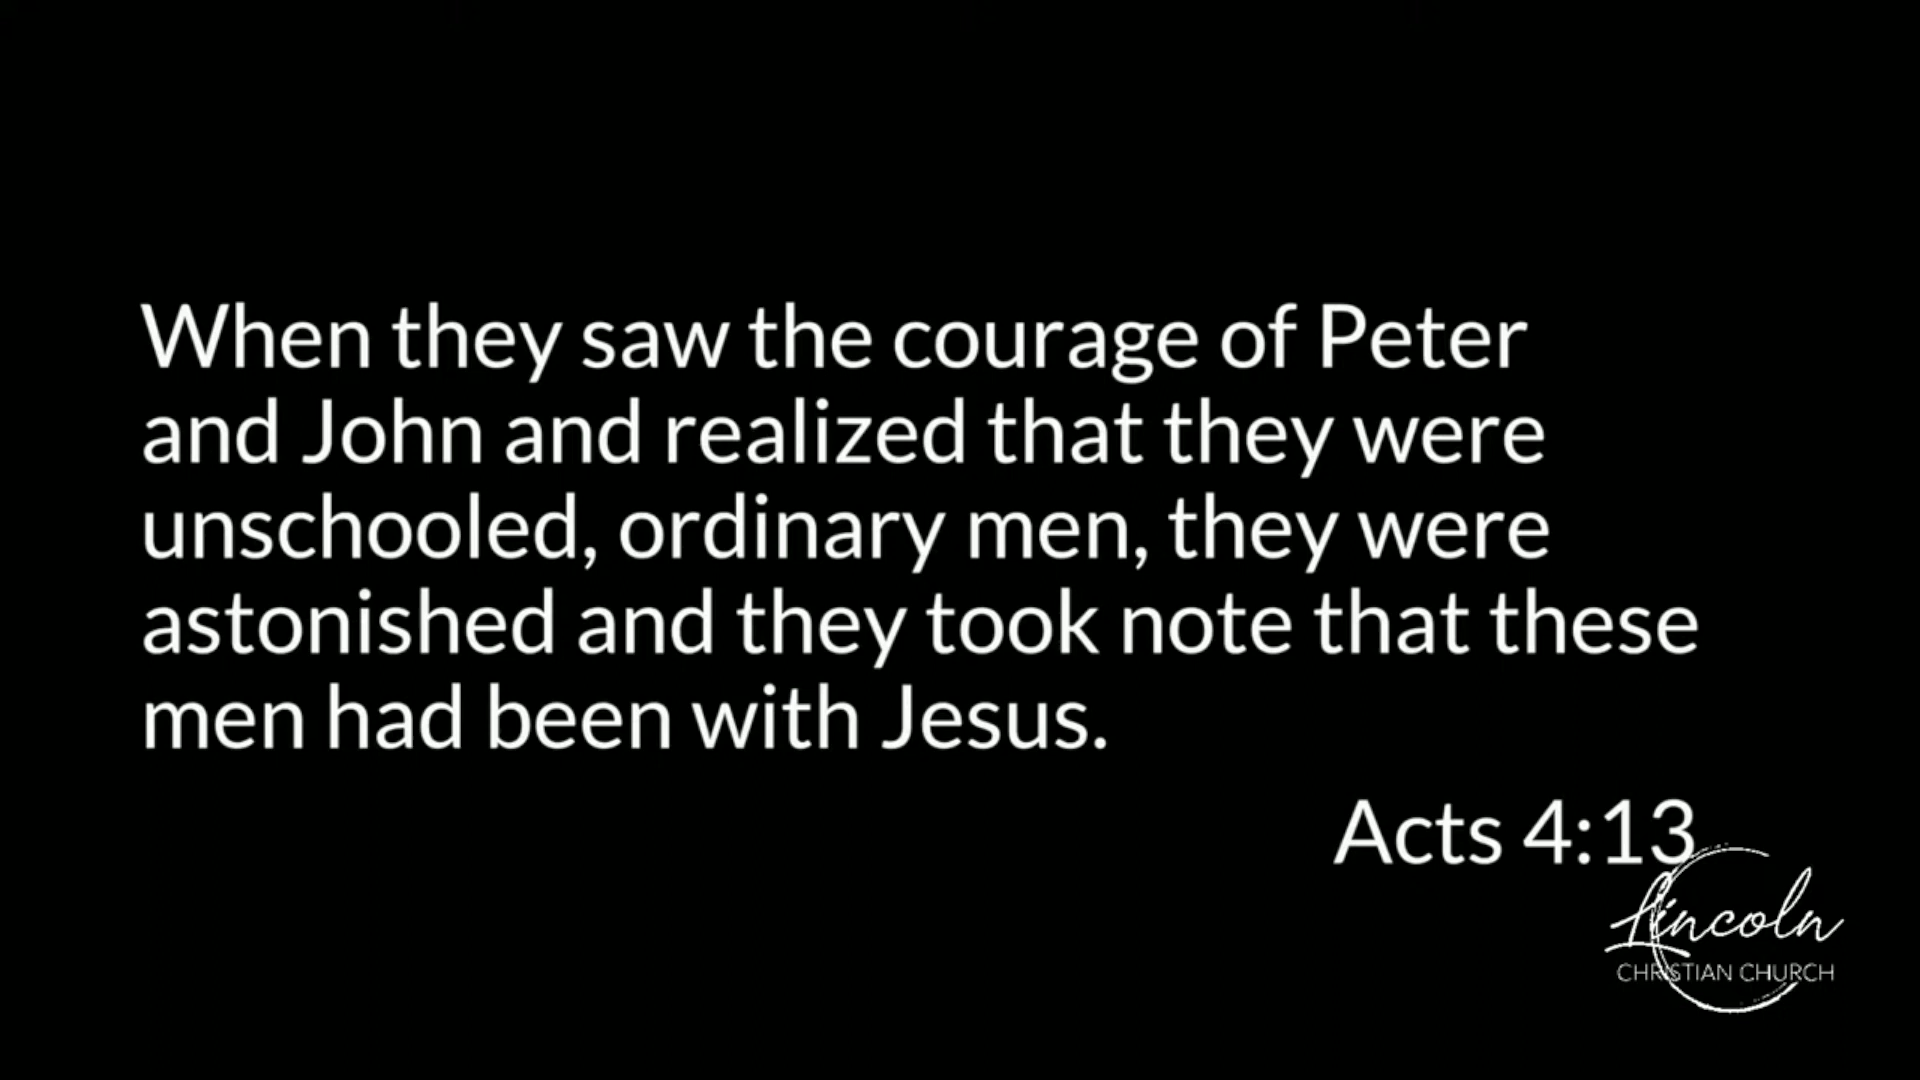 When they saw the courage of Peter
and John and realized that they were
unschooled, ordinary men, they were
astonished and they took note that these
men had been with Jesus.
Acts 4:13
Lincoln
CHRISTIAN CHURCH